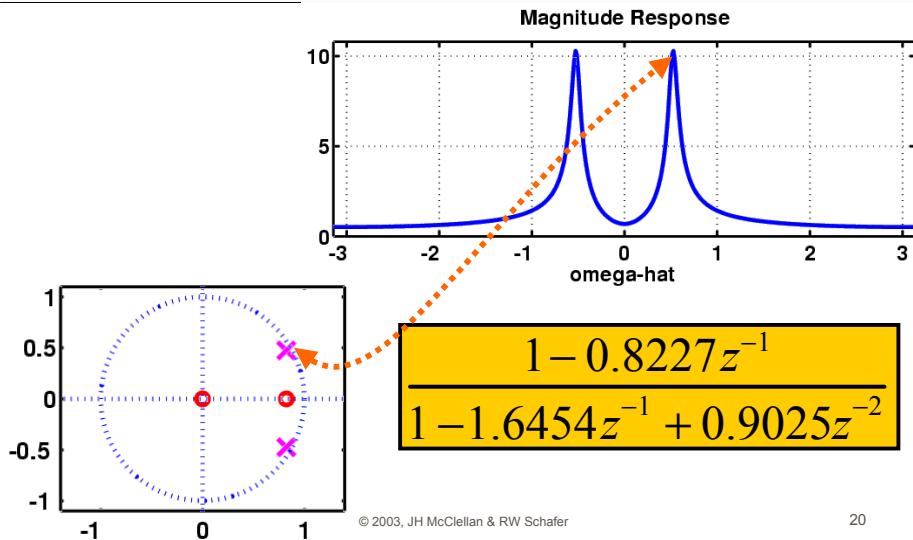 Magnitude Response
10
5
0
-3 -2 -1 0 1 2 3
omega-hat
1
0.5
0
-0.5
-1
-1 0 1
1 − 0.8227z⁻¹
1 − 1.6454z⁻¹ + 0.9025z⁻²
© 2003, JH McClellan & RW Schafer
20